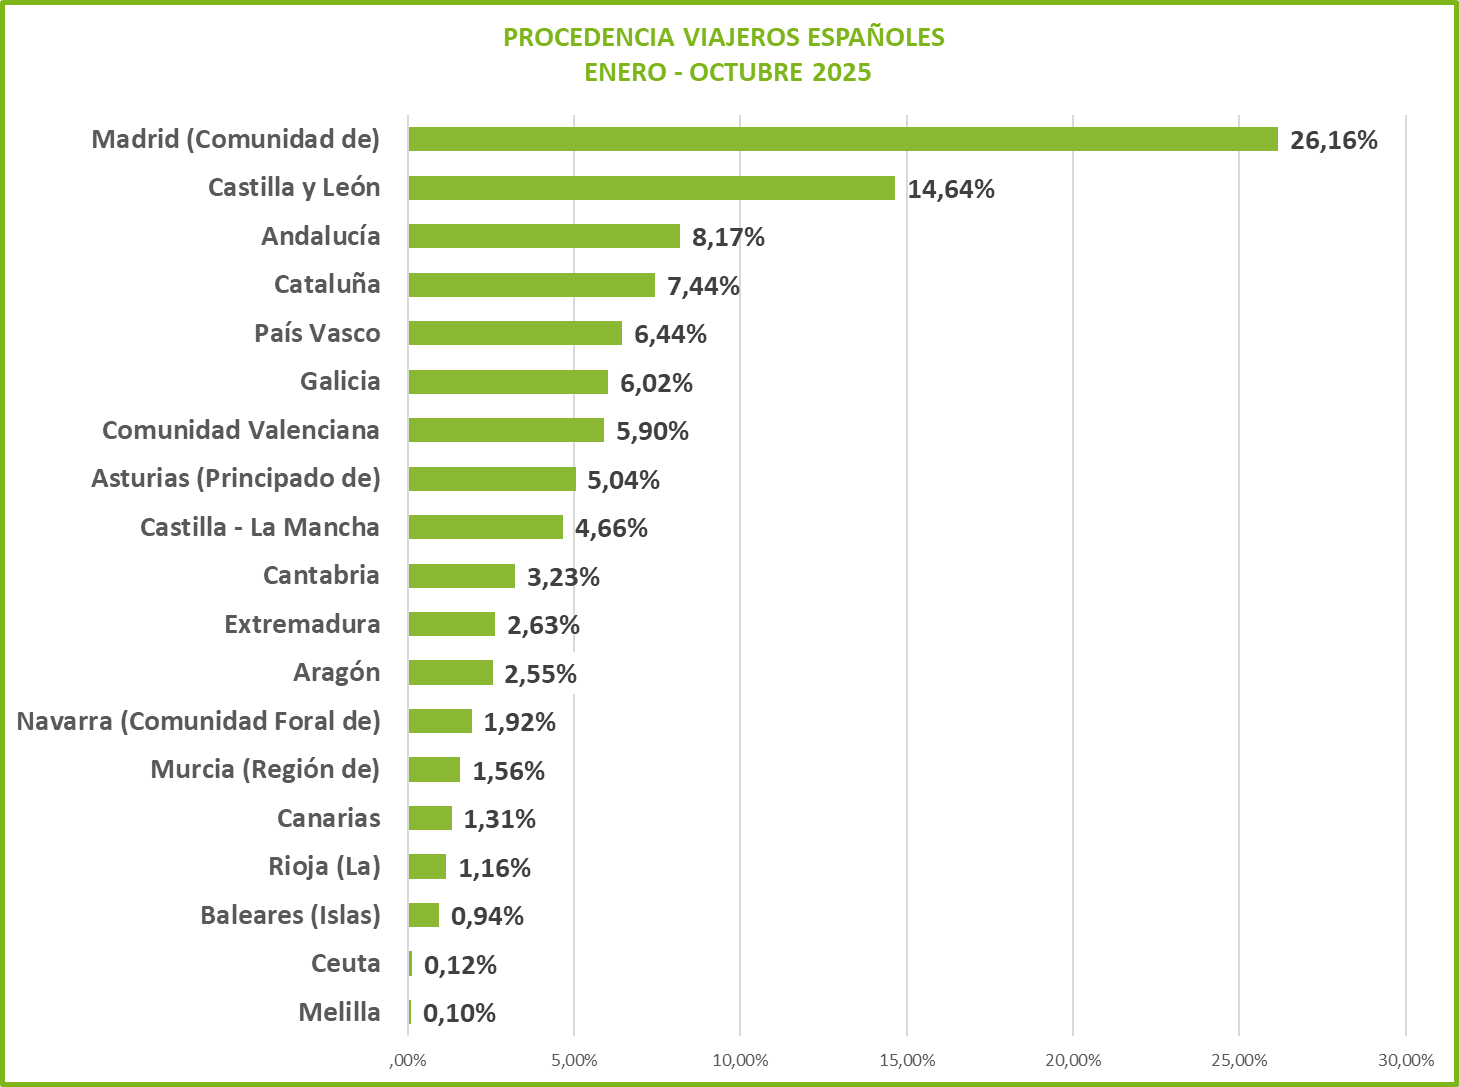 PROCEDENCIA VIAJEROS ESPAÑOLES
ENERO - OCTUBRE 2025
Madrid (Comunidad de) 26,16%
Castilla y León 14,64%
Andalucía 8,17%
Cataluña 7,44%
País Vasco 6,44%
Galicia 6,02%
Comunidad Valenciana 5,90%
Asturias (Principado de) 5,04%
Castilla - La Mancha 4,66%
Cantabria 3,23%
Extremadura 2,63%
Aragón 2,55%
Navarra (Comunidad Foral de) 1,92%
Murcia (Región de) 1,56%
Canarias 1,31%
Rioja (La) 1,16%
Baleares (Islas) 0,94%
Ceuta 0,12%
Melilla 0,10%
,00% 5,00% 10,00% 15,00% 20,00% 25,00% 30,00%